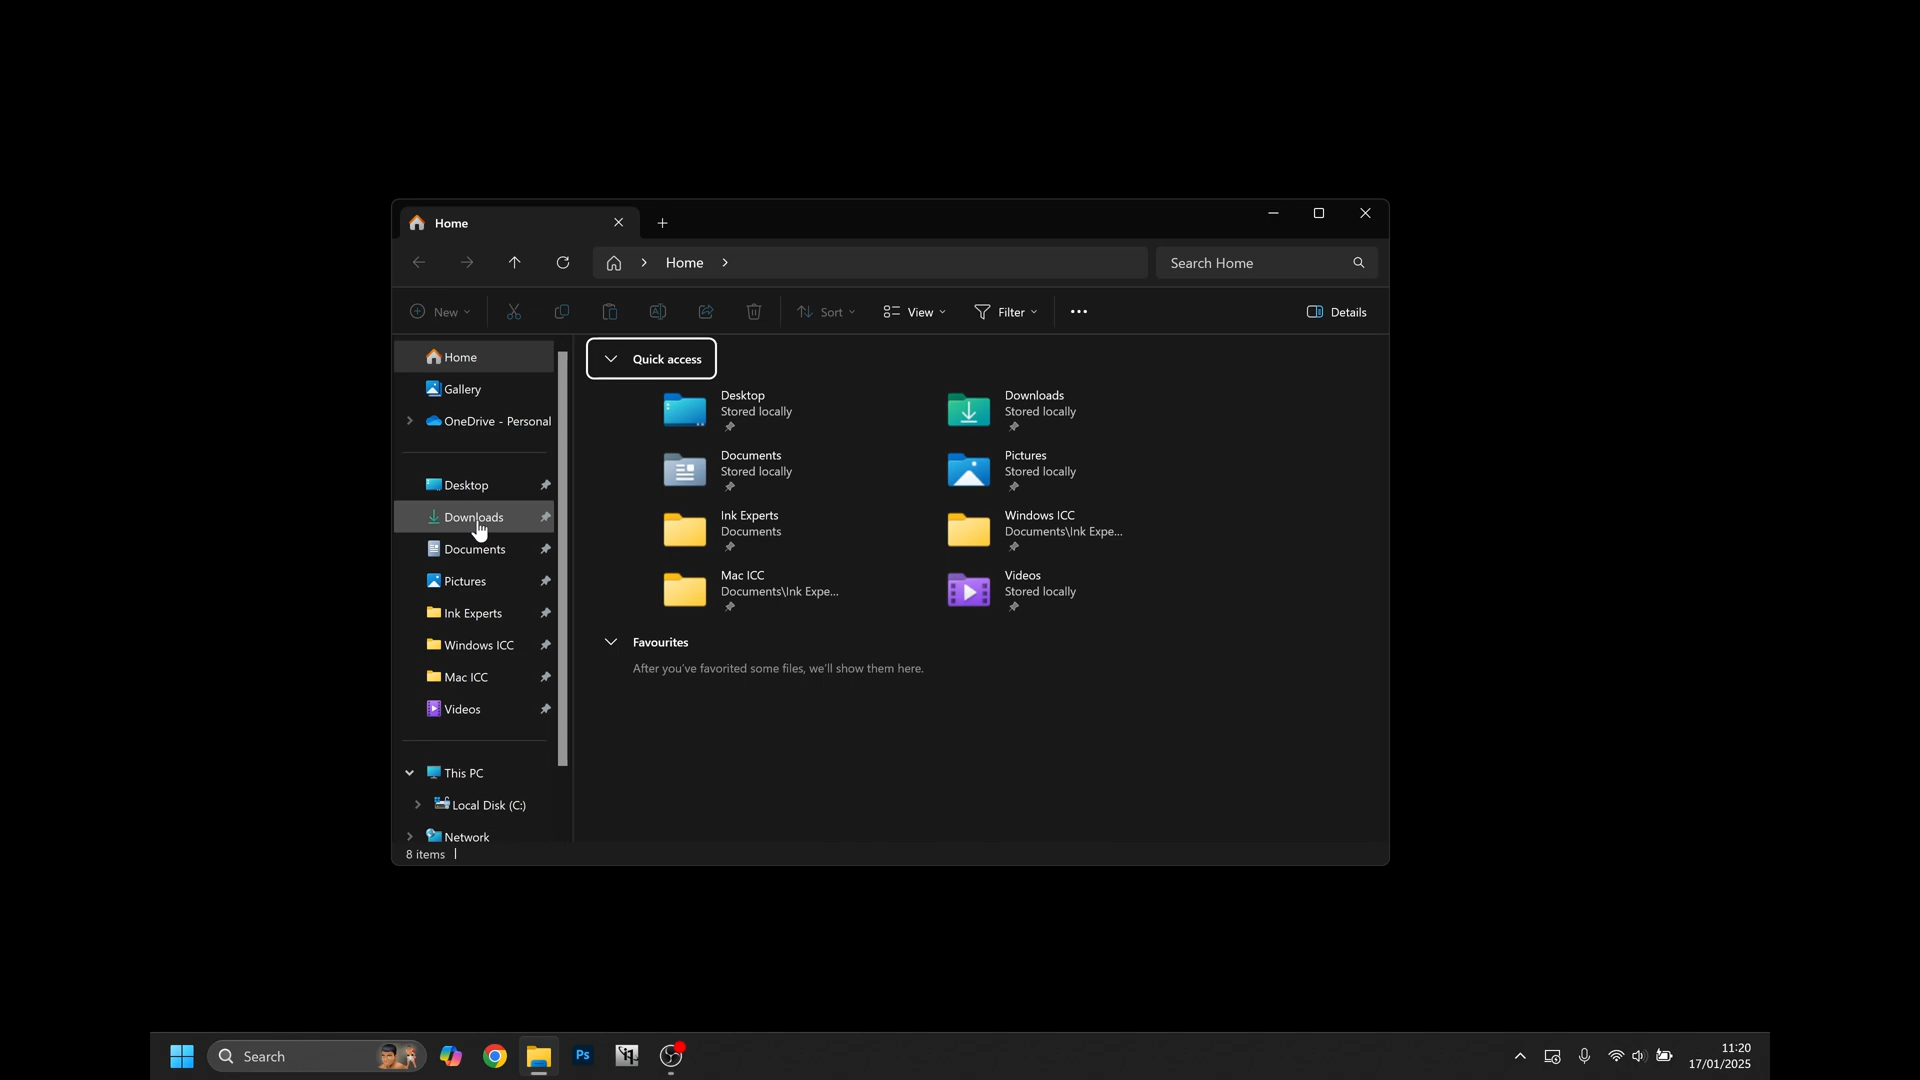 Home
Home
Search Home
New
Sort
View
Filter
Details
Home
Gallery
OneDrive - Personal
Desktop
Downloads
Documents
Pictures
Ink Experts
Windows ICC
Mac ICC
Videos
This PC
Local Disk (C:)
Network
Quick access
Desktop
Stored locally
Downloads
Stored locally
Documents
Stored locally
Pictures
Stored locally
Ink Experts
Documents
Windows ICC
Documents\Ink Expe...
Mac ICC
Documents\Ink Expe...
Videos
Stored locally
Favourites
After you've favorited some files, we'll show them here.
8 items
Search
Ps
11:20
17/01/2025